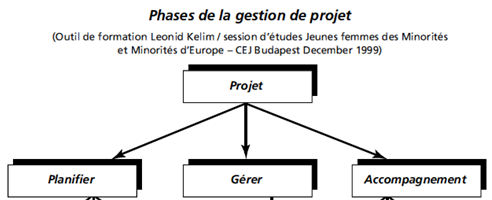 Phases de la gestion de projet
(Outil de formation Leonid Kelim / session d'études Jeunes femmes des Minorités
et Minorités d'Europe – CEJ Budapest December 1999)
Projet
Planifier
Gérer
Accompagnement